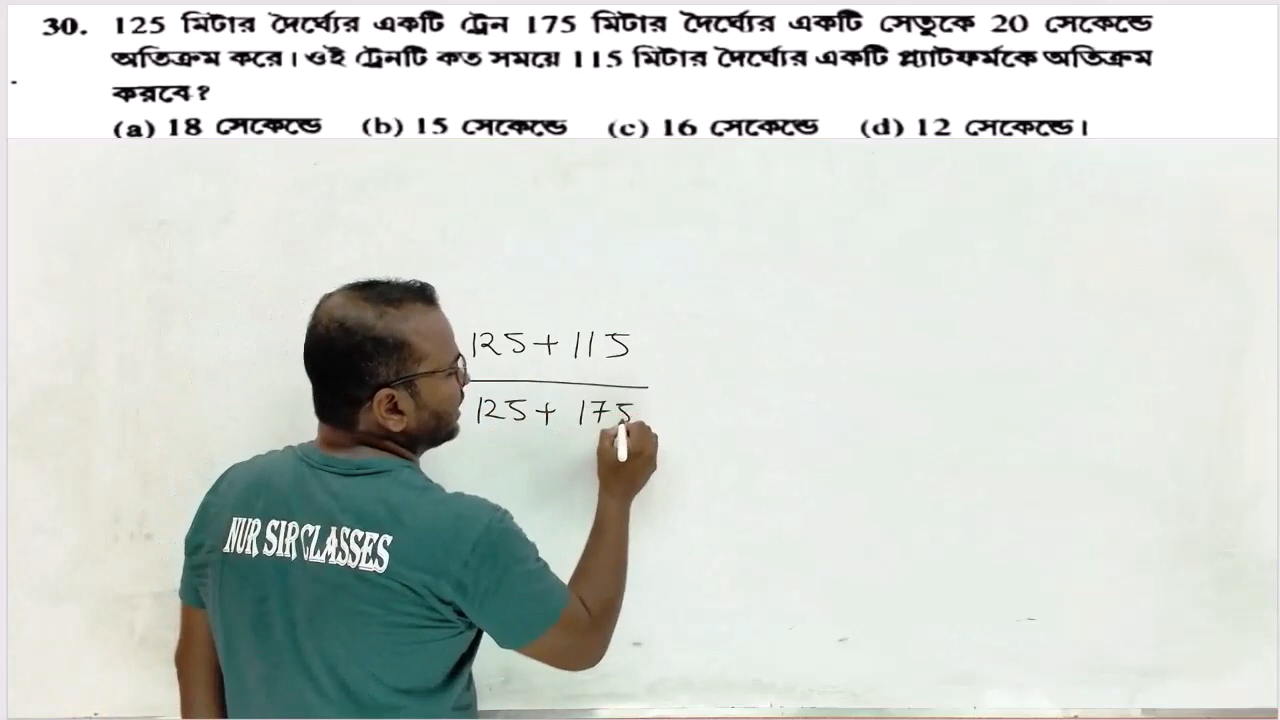 30. 125 মিটার দৈর্ঘ্যের একটি ট্রেন 175 মিটার দৈর্ঘ্যের একটি সেতুকে 20 সেকেন্ডে
অতিক্রম করে। ওই ট্রেনটি কত সময়ে 115 মিটার দৈর্ঘ্যের একটি প্ল্যাটফর্মকে অতিক্রম
করবে?
(a) 18 সেকেন্ডে (b) 15 সেকেন্ডে (c) 16 সেকেন্ডে (d) 12 সেকেন্ডে।
125 + 115
125 + 175
NUR SIR CLASSES